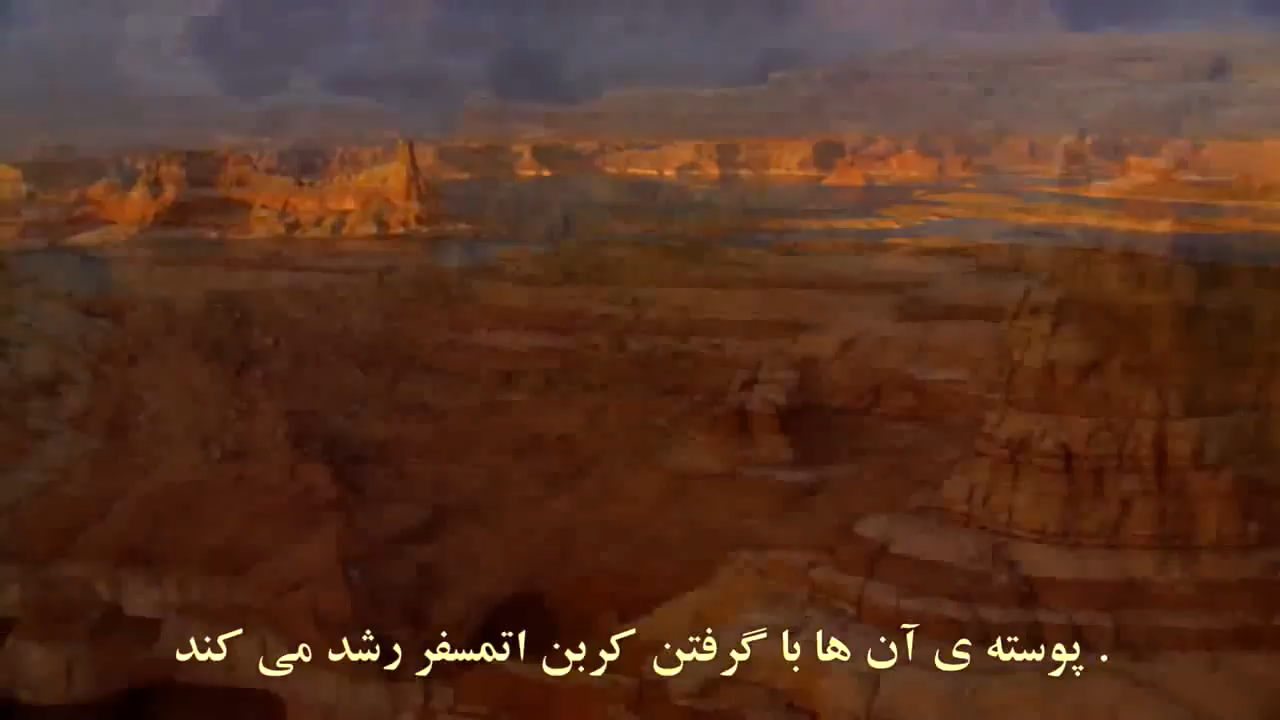 . پوسته ی آن ها با گرفتن کربن اتمسفر رشد می کند